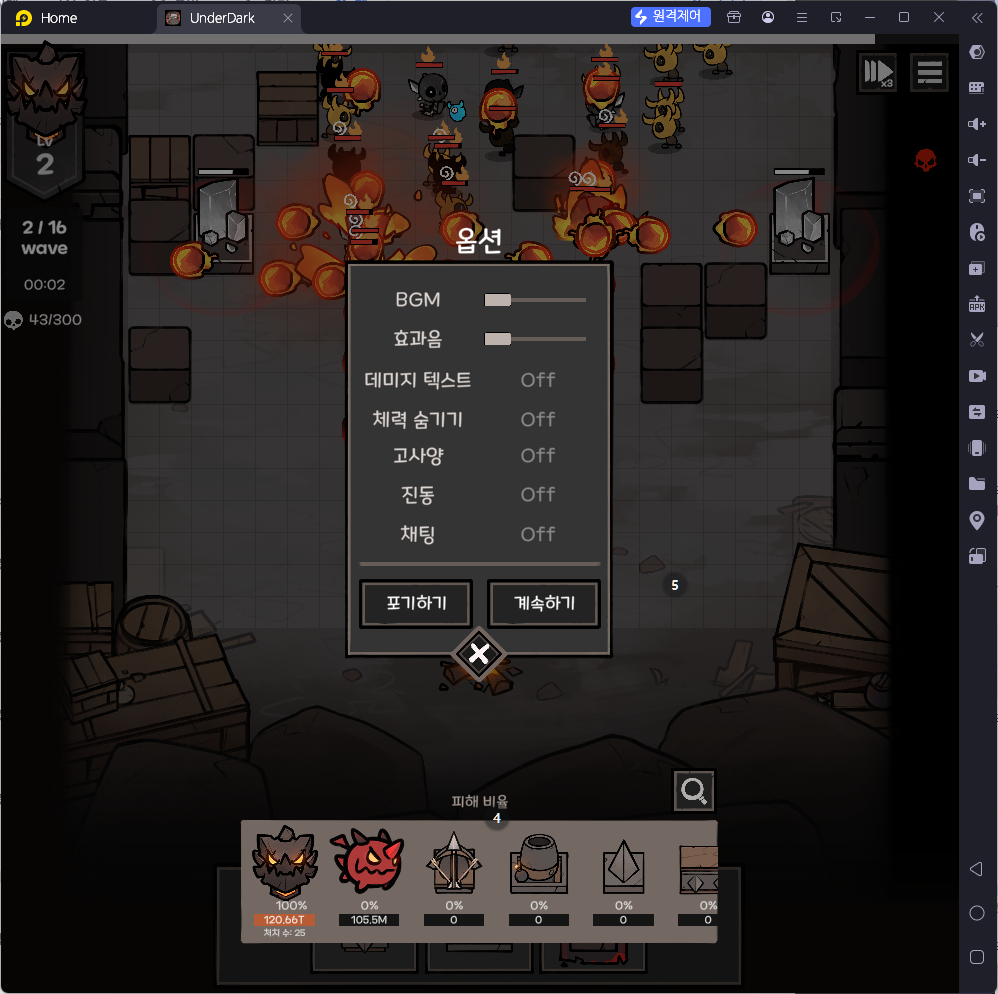 Home
UnderDark
원격제어
x3
LV
2
2 / 16
wave
00:02
43/300
옵션
BGM
효과음
데미지 텍스트 Off
체력 숨기기 Off
고사양 Off
진동 Off
채팅 Off
5
포기하기 계속하기
피해 비율
4
100% 0% 0% 0% 0% 0%
120.66T 105.5M 0 0 0 0
처치 수: 25
APK